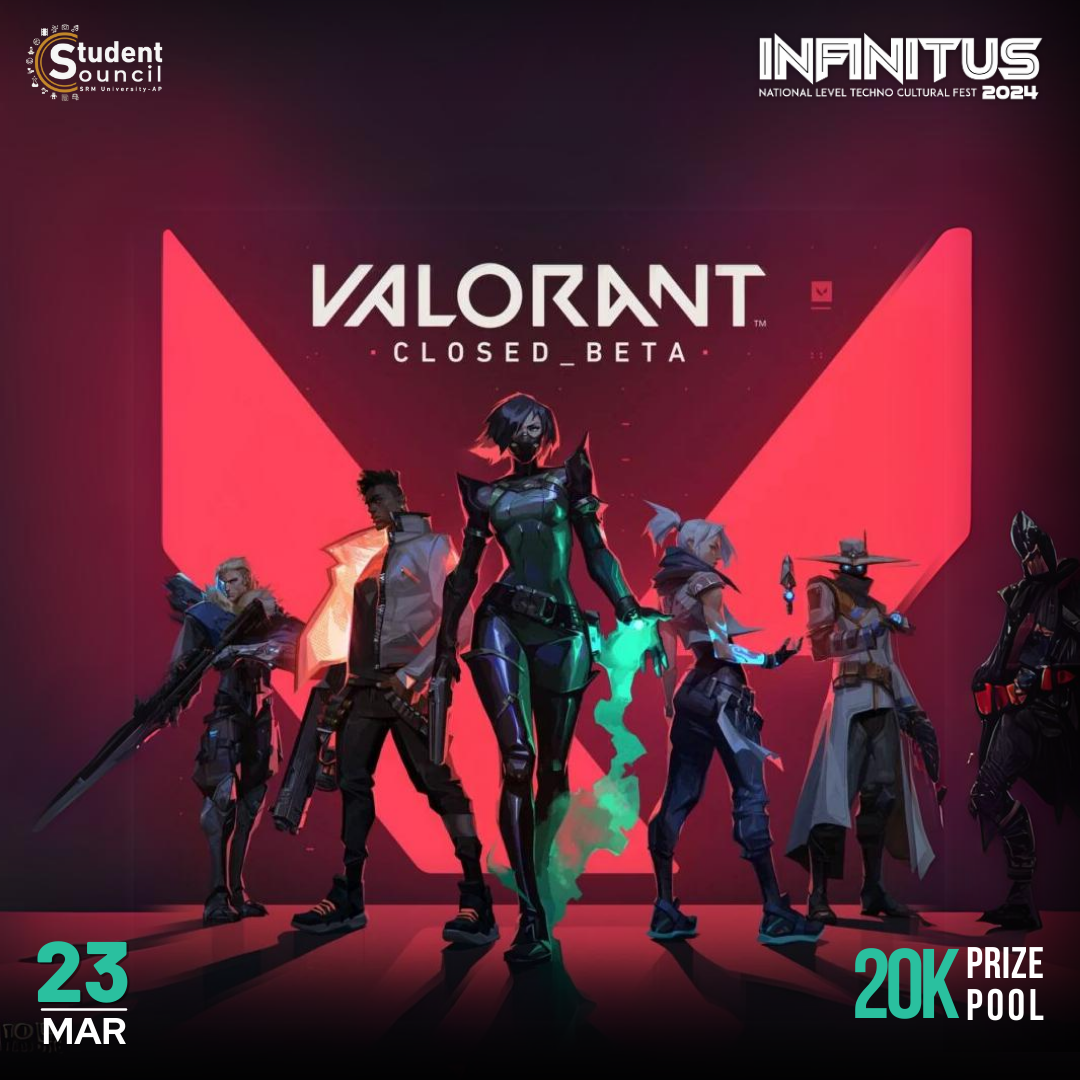 Student
Council
SRM University-AP
INFINITUS
NATIONAL LEVEL TECHNO CULTURAL FEST 2024
VALORANT™
· CLOSED_BETA ·
23
MAR
20K PRIZE
POOL